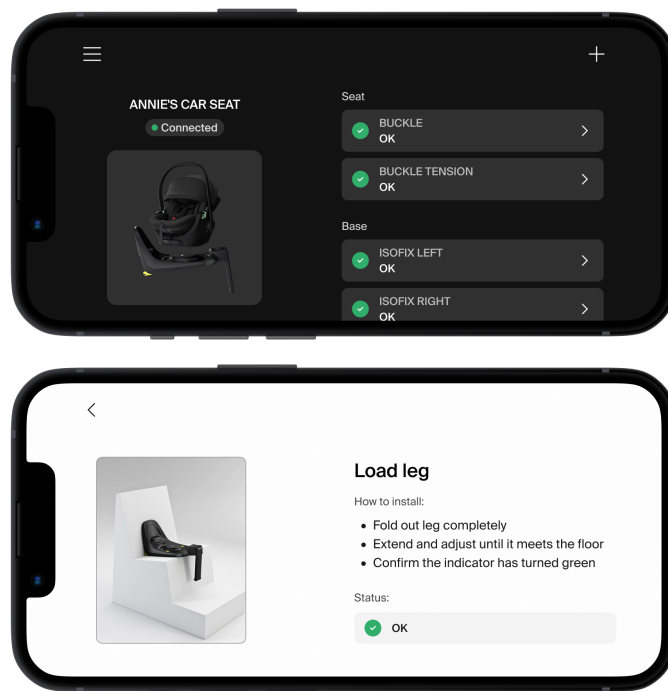 ANNIE'S CAR SEAT
Connected
Seat
BUCKLE
OK
BUCKLE TENSION
OK
Base
ISOFIX LEFT
OK
ISOFIX RIGHT
OK
Load leg
How to install:
• Fold out leg completely
• Extend and adjust until it meets the floor
• Confirm the indicator has turned green
Status:
OK